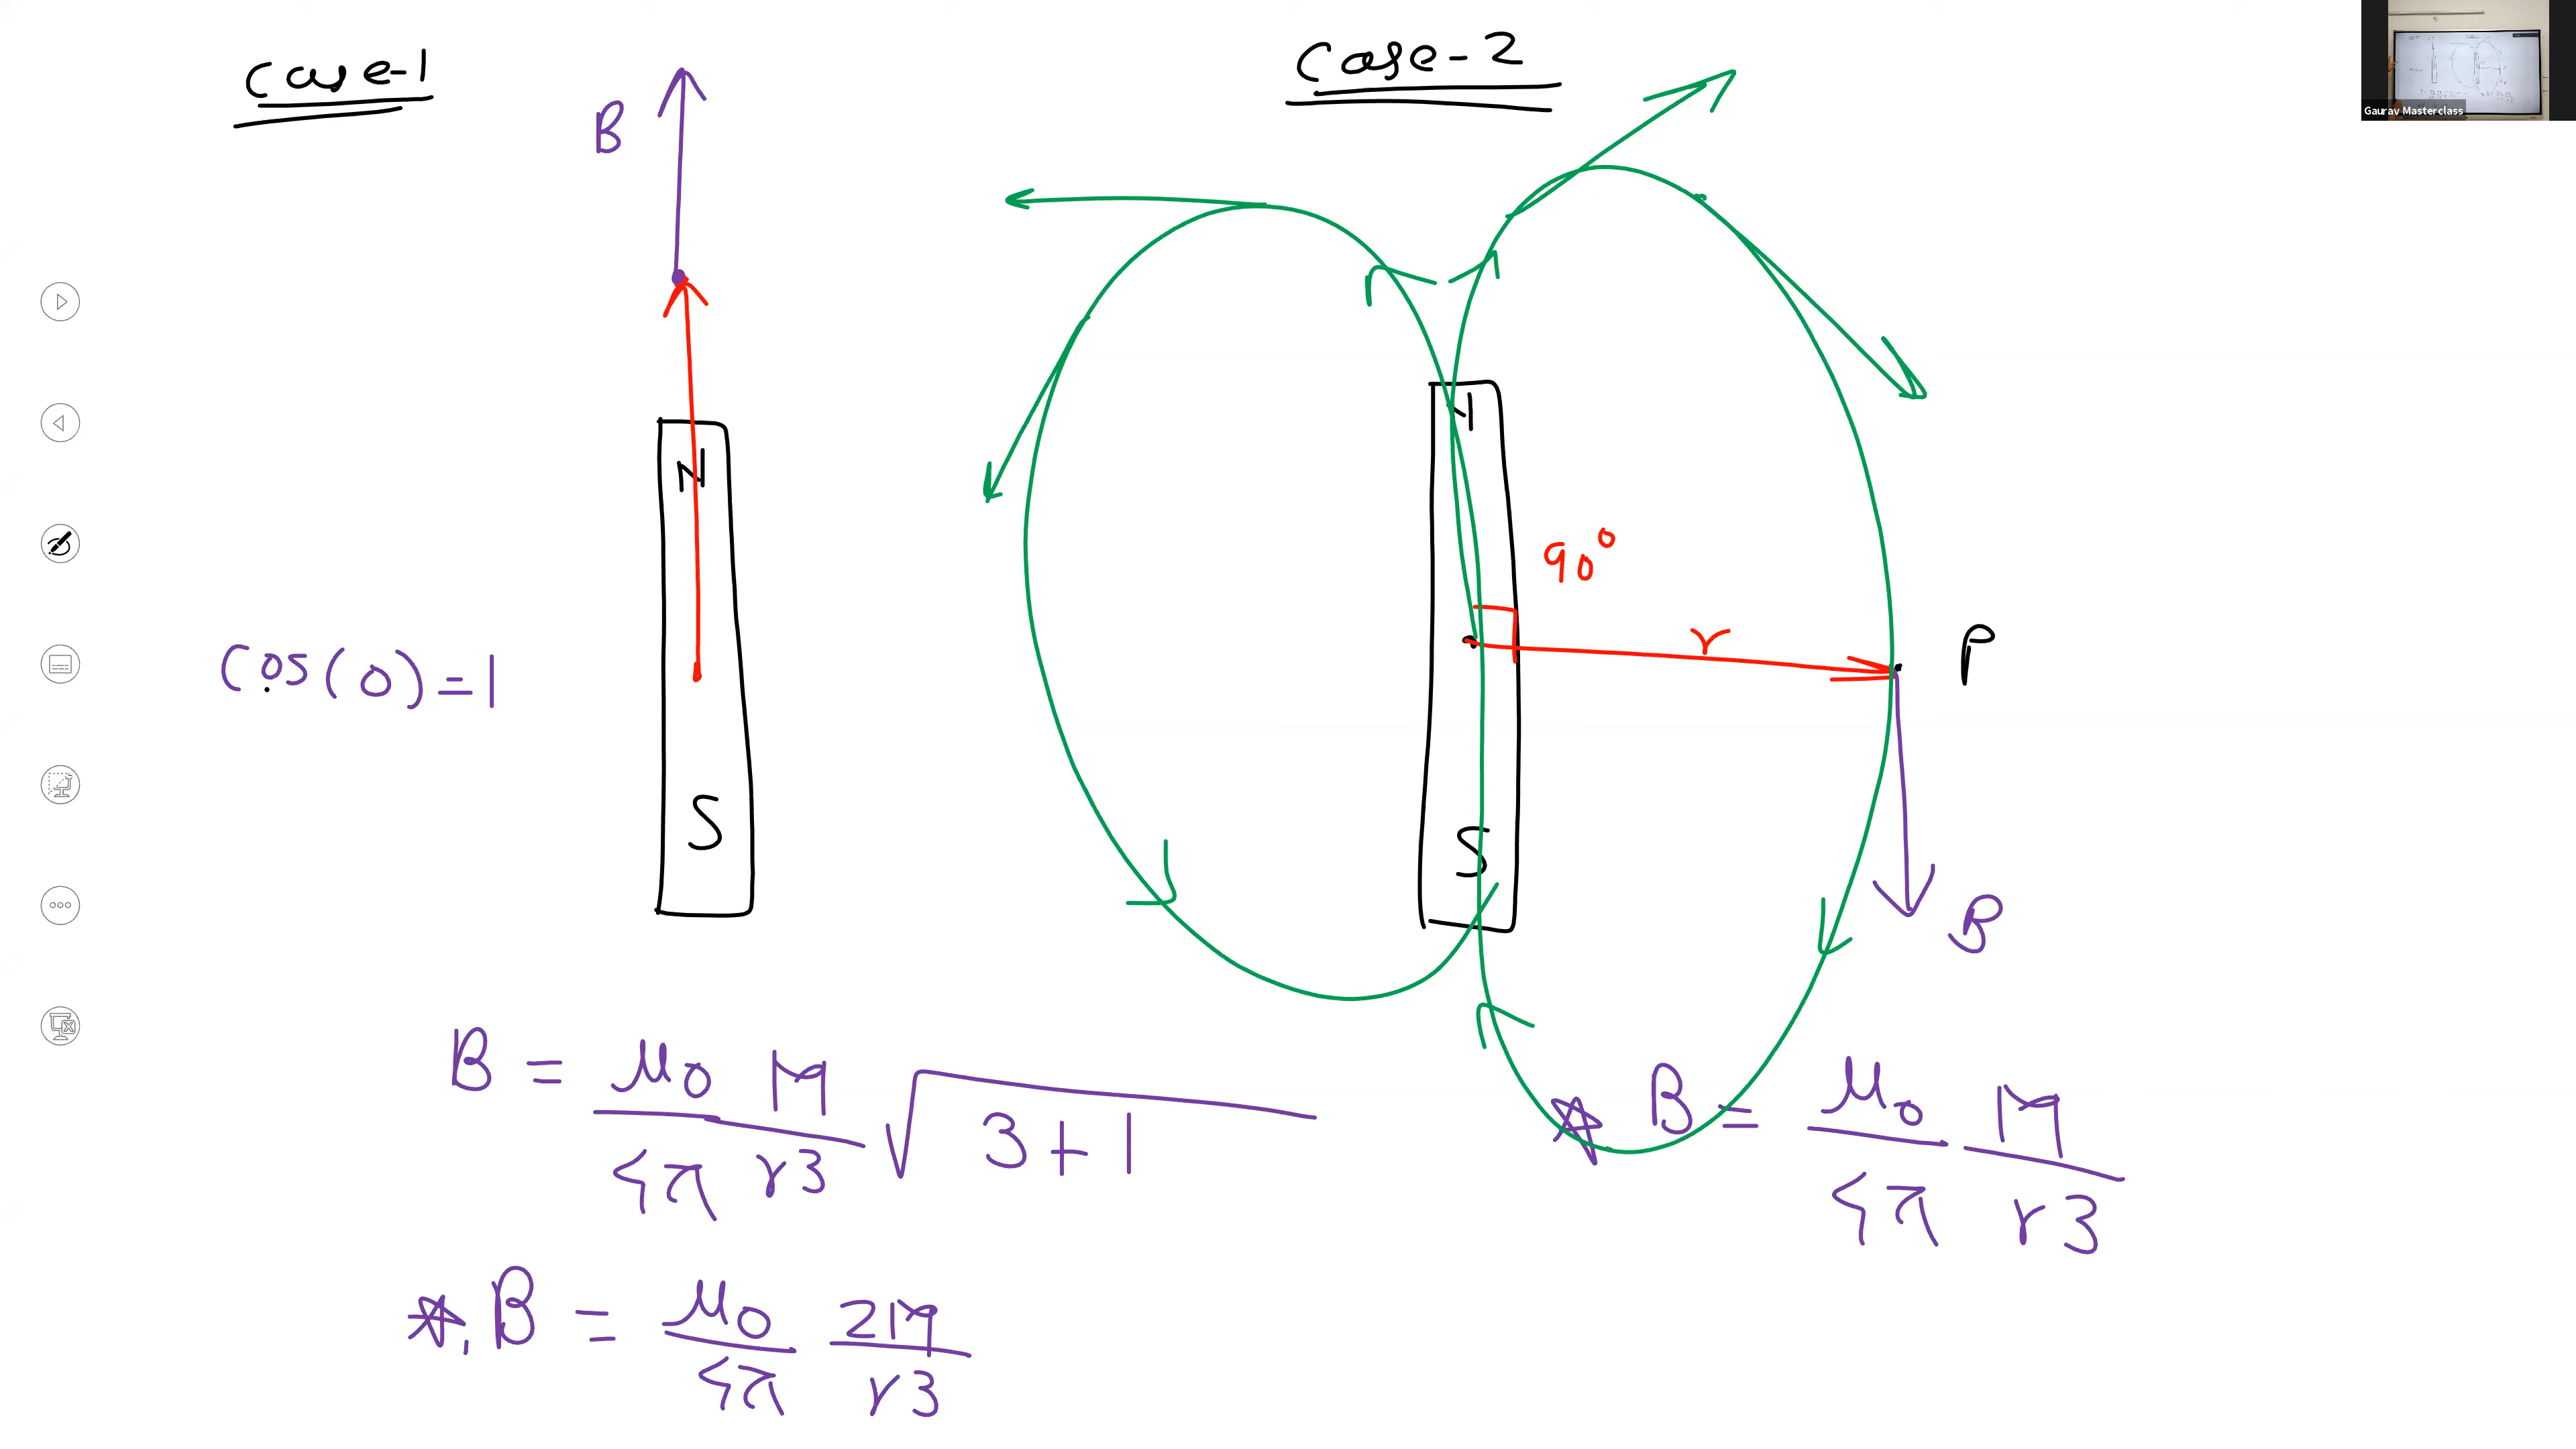 Case-1
B
N
S
cos(0)=1
B = μ0/4π M/r3 √3+1
*. B = μ0/4π 2M/r3
Case-2
N
S
90°
r
P
B
* B = μ0/4π M/r3
Gaurav Masterclass